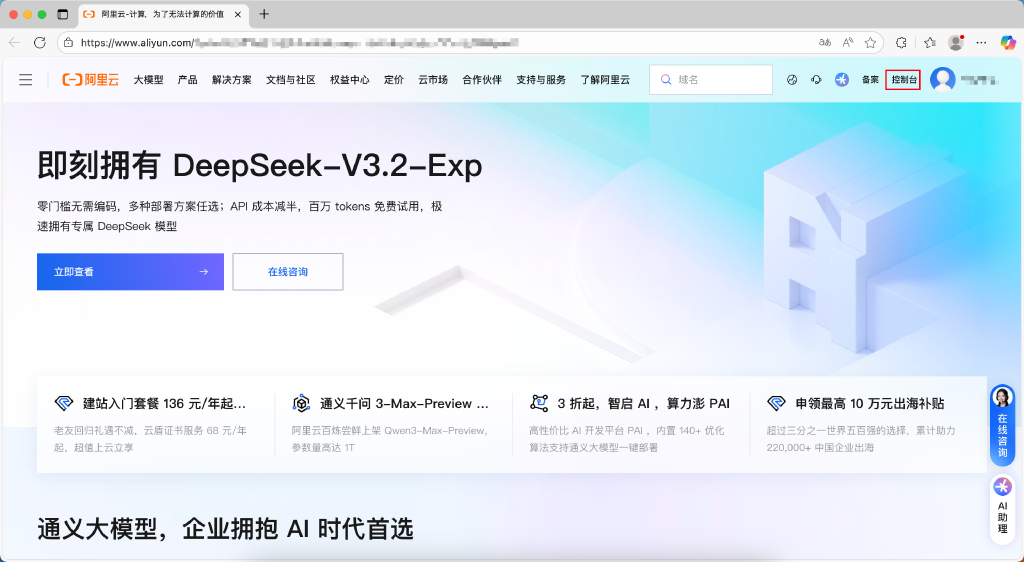 阿里云-计算，为了无法计算的价值
https://www.aliyun.com/
阿里云 大模型 产品 解决方案 文档与社区 权益中心 定价 云市场 合作伙伴 支持与服务 了解阿里云 域名 备案 控制台
即刻拥有 DeepSeek-V3.2-Exp
零门槛无需编码，多种部署方案任选；API 成本减半，百万 tokens 免费试用，极
速拥有专属 DeepSeek 模型
立即查看 →
在线咨询
建站入门套餐 136 元/年起...
老友回归礼遇不减，云盾证书服务 68 元/年
起，超值上云立享
通义千问 3-Max-Preview ...
阿里云百炼尝鲜上架 Qwen3-Max-Preview，
参数量高达 1T
3 折起，智启 AI ，算力澎 PAI
高性价比 AI 开发平台 PAI ，内置 140+ 优化
算法支持通义大模型一键部署
申领最高 10 万元出海补贴
超过三分之一世界五百强的选择，累计助力
220,000+ 中国企业出海
在线咨询
AI助理
通义大模型，企业拥抱 AI 时代首选